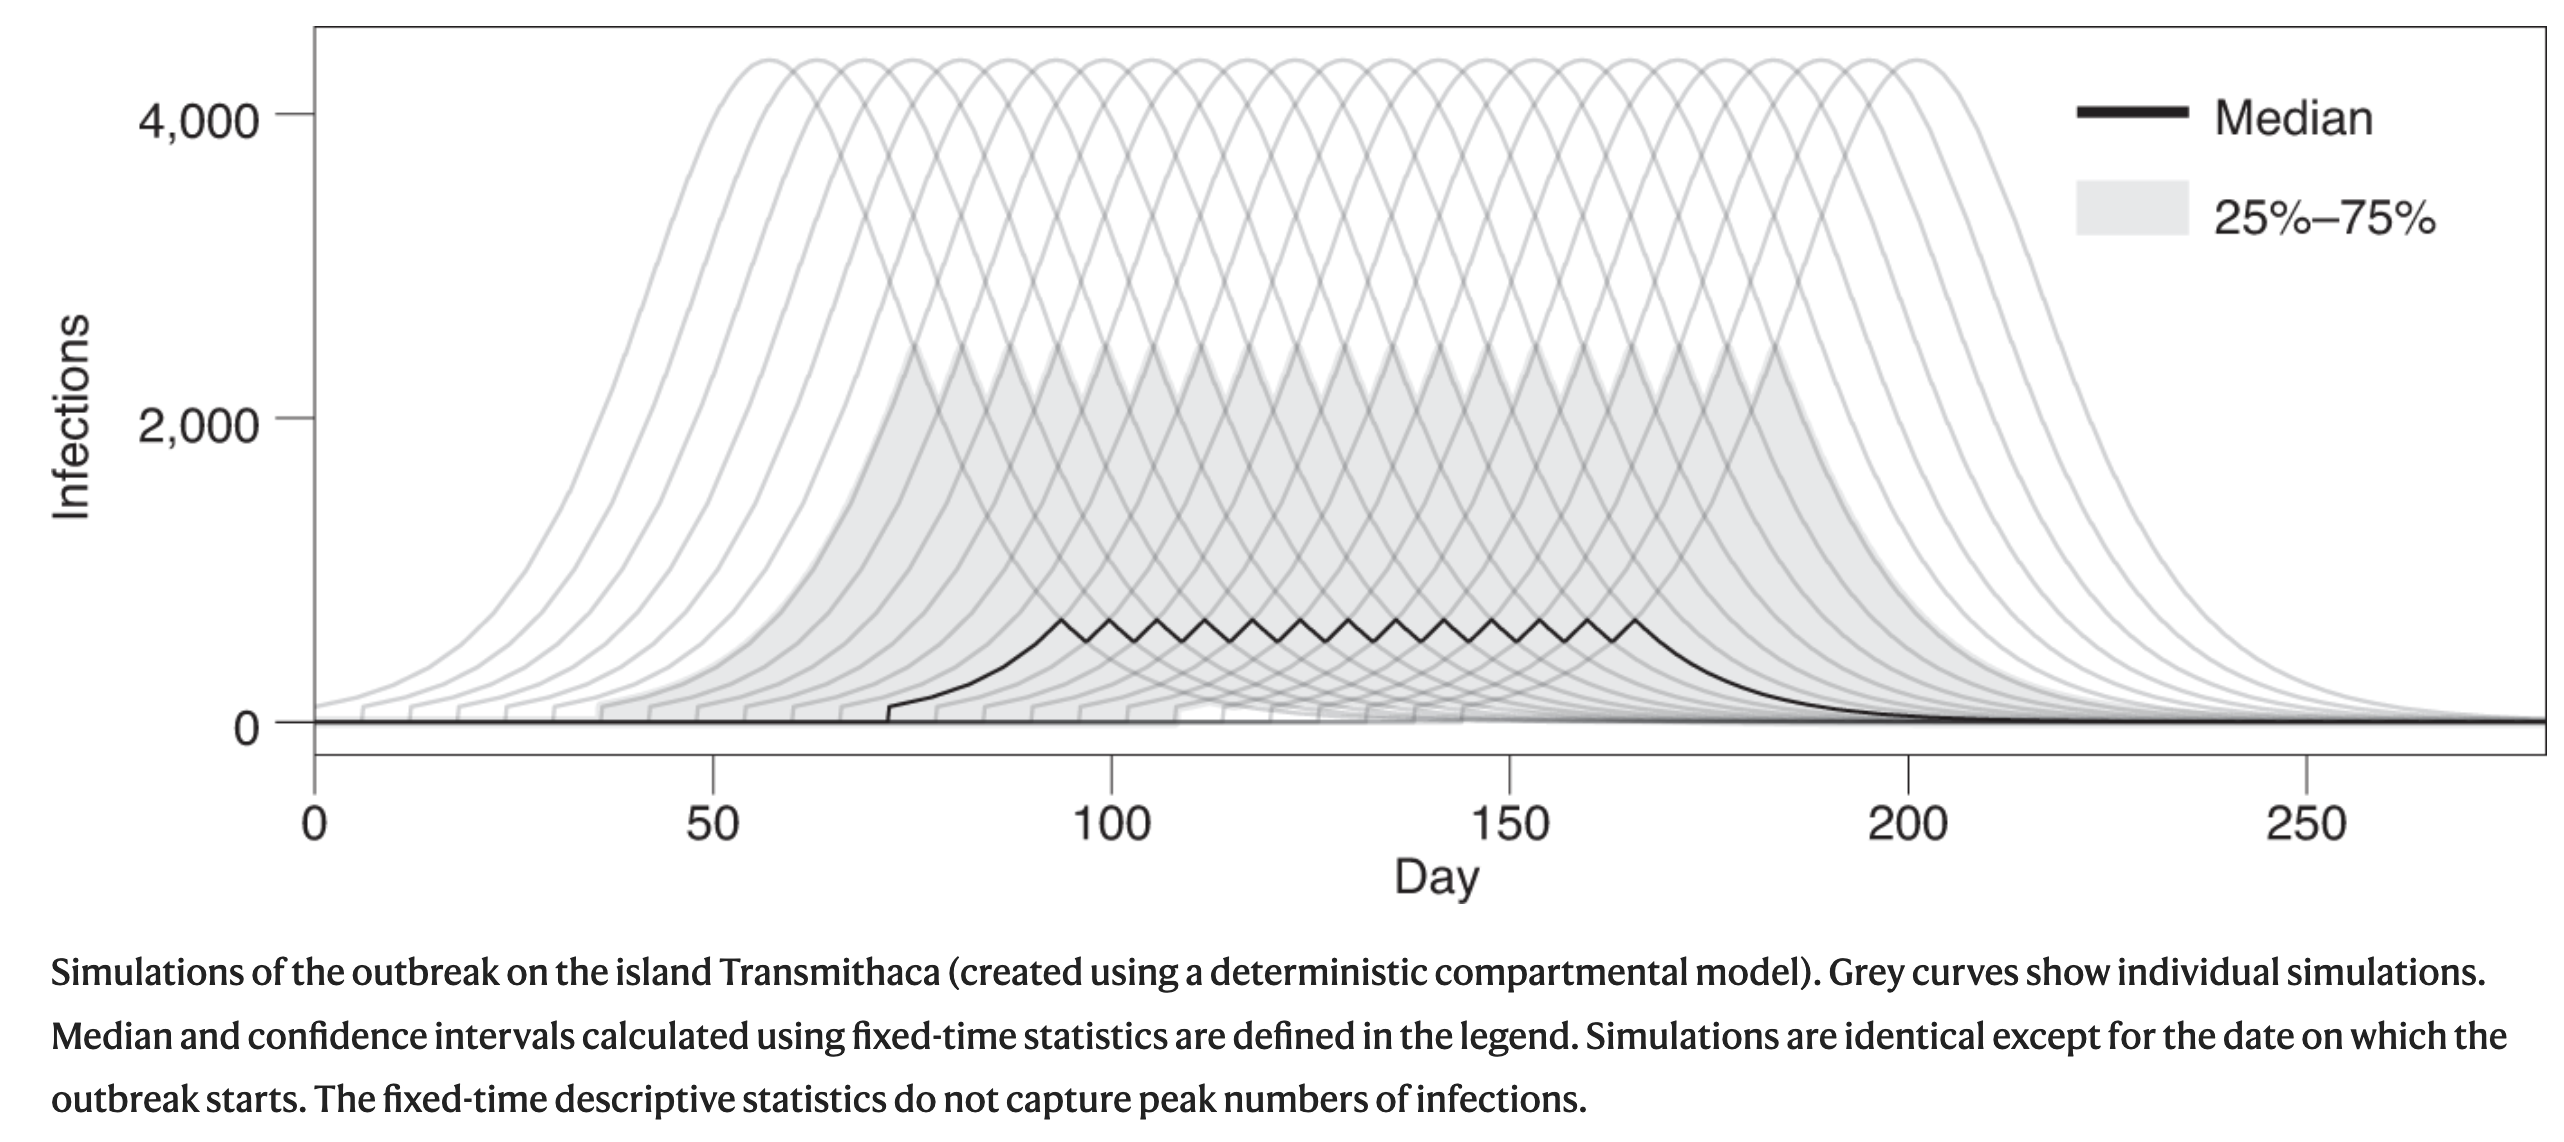 4,000
2,000
0
Infections
Median
25%–75%
0 50 100 150 200 250
Day
Simulations of the outbreak on the island Transmithaca (created using a deterministic compartmental model). Grey curves show individual simulations.
Median and confidence intervals calculated using fixed-time statistics are defined in the legend. Simulations are identical except for the date on which the
outbreak starts. The fixed-time descriptive statistics do not capture peak numbers of infections.